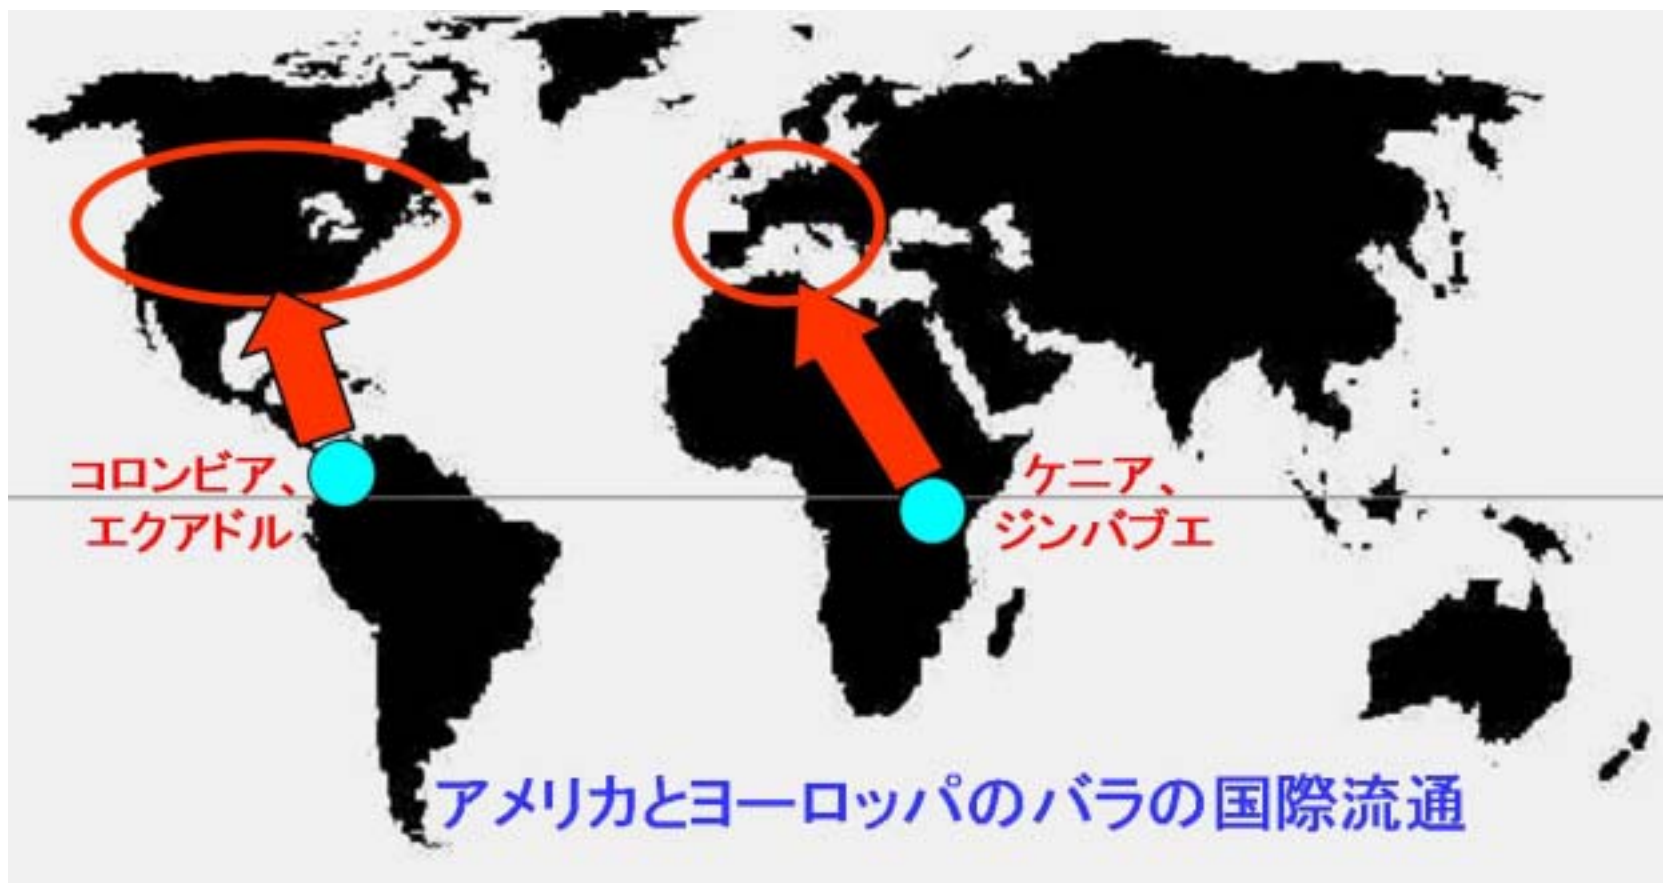 コロンビア、
エクアドル
ケニア、
ジンバブエ
アメリカとヨーロッパのバラの国際流通